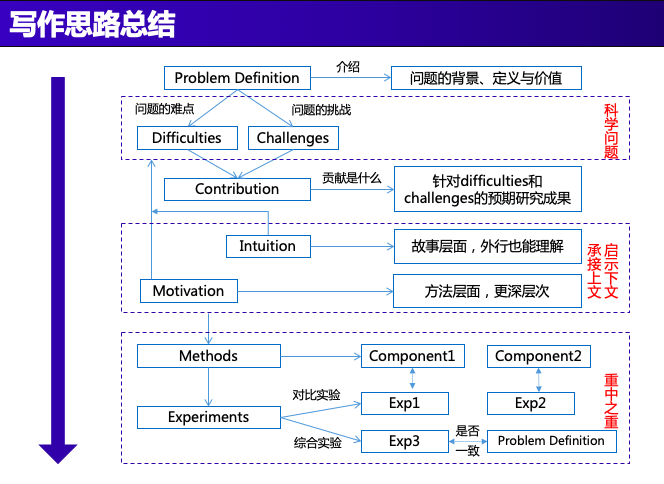 写作思路总结
Problem Definition
介绍
问题的背景、定义与价值
问题的难点
问题的挑战
Difficulties
Challenges
科学问题
Contribution
贡献是什么
针对difficulties和
challenges的预期研究成果
Intuition
故事层面，外行也能理解
承接上文
启示下文
Motivation
方法层面，更深层次
Methods
Component1
Component2
对比实验
Exp1
Exp2
Experiments
综合实验
Exp3
是否
一致
Problem Definition
重中之重